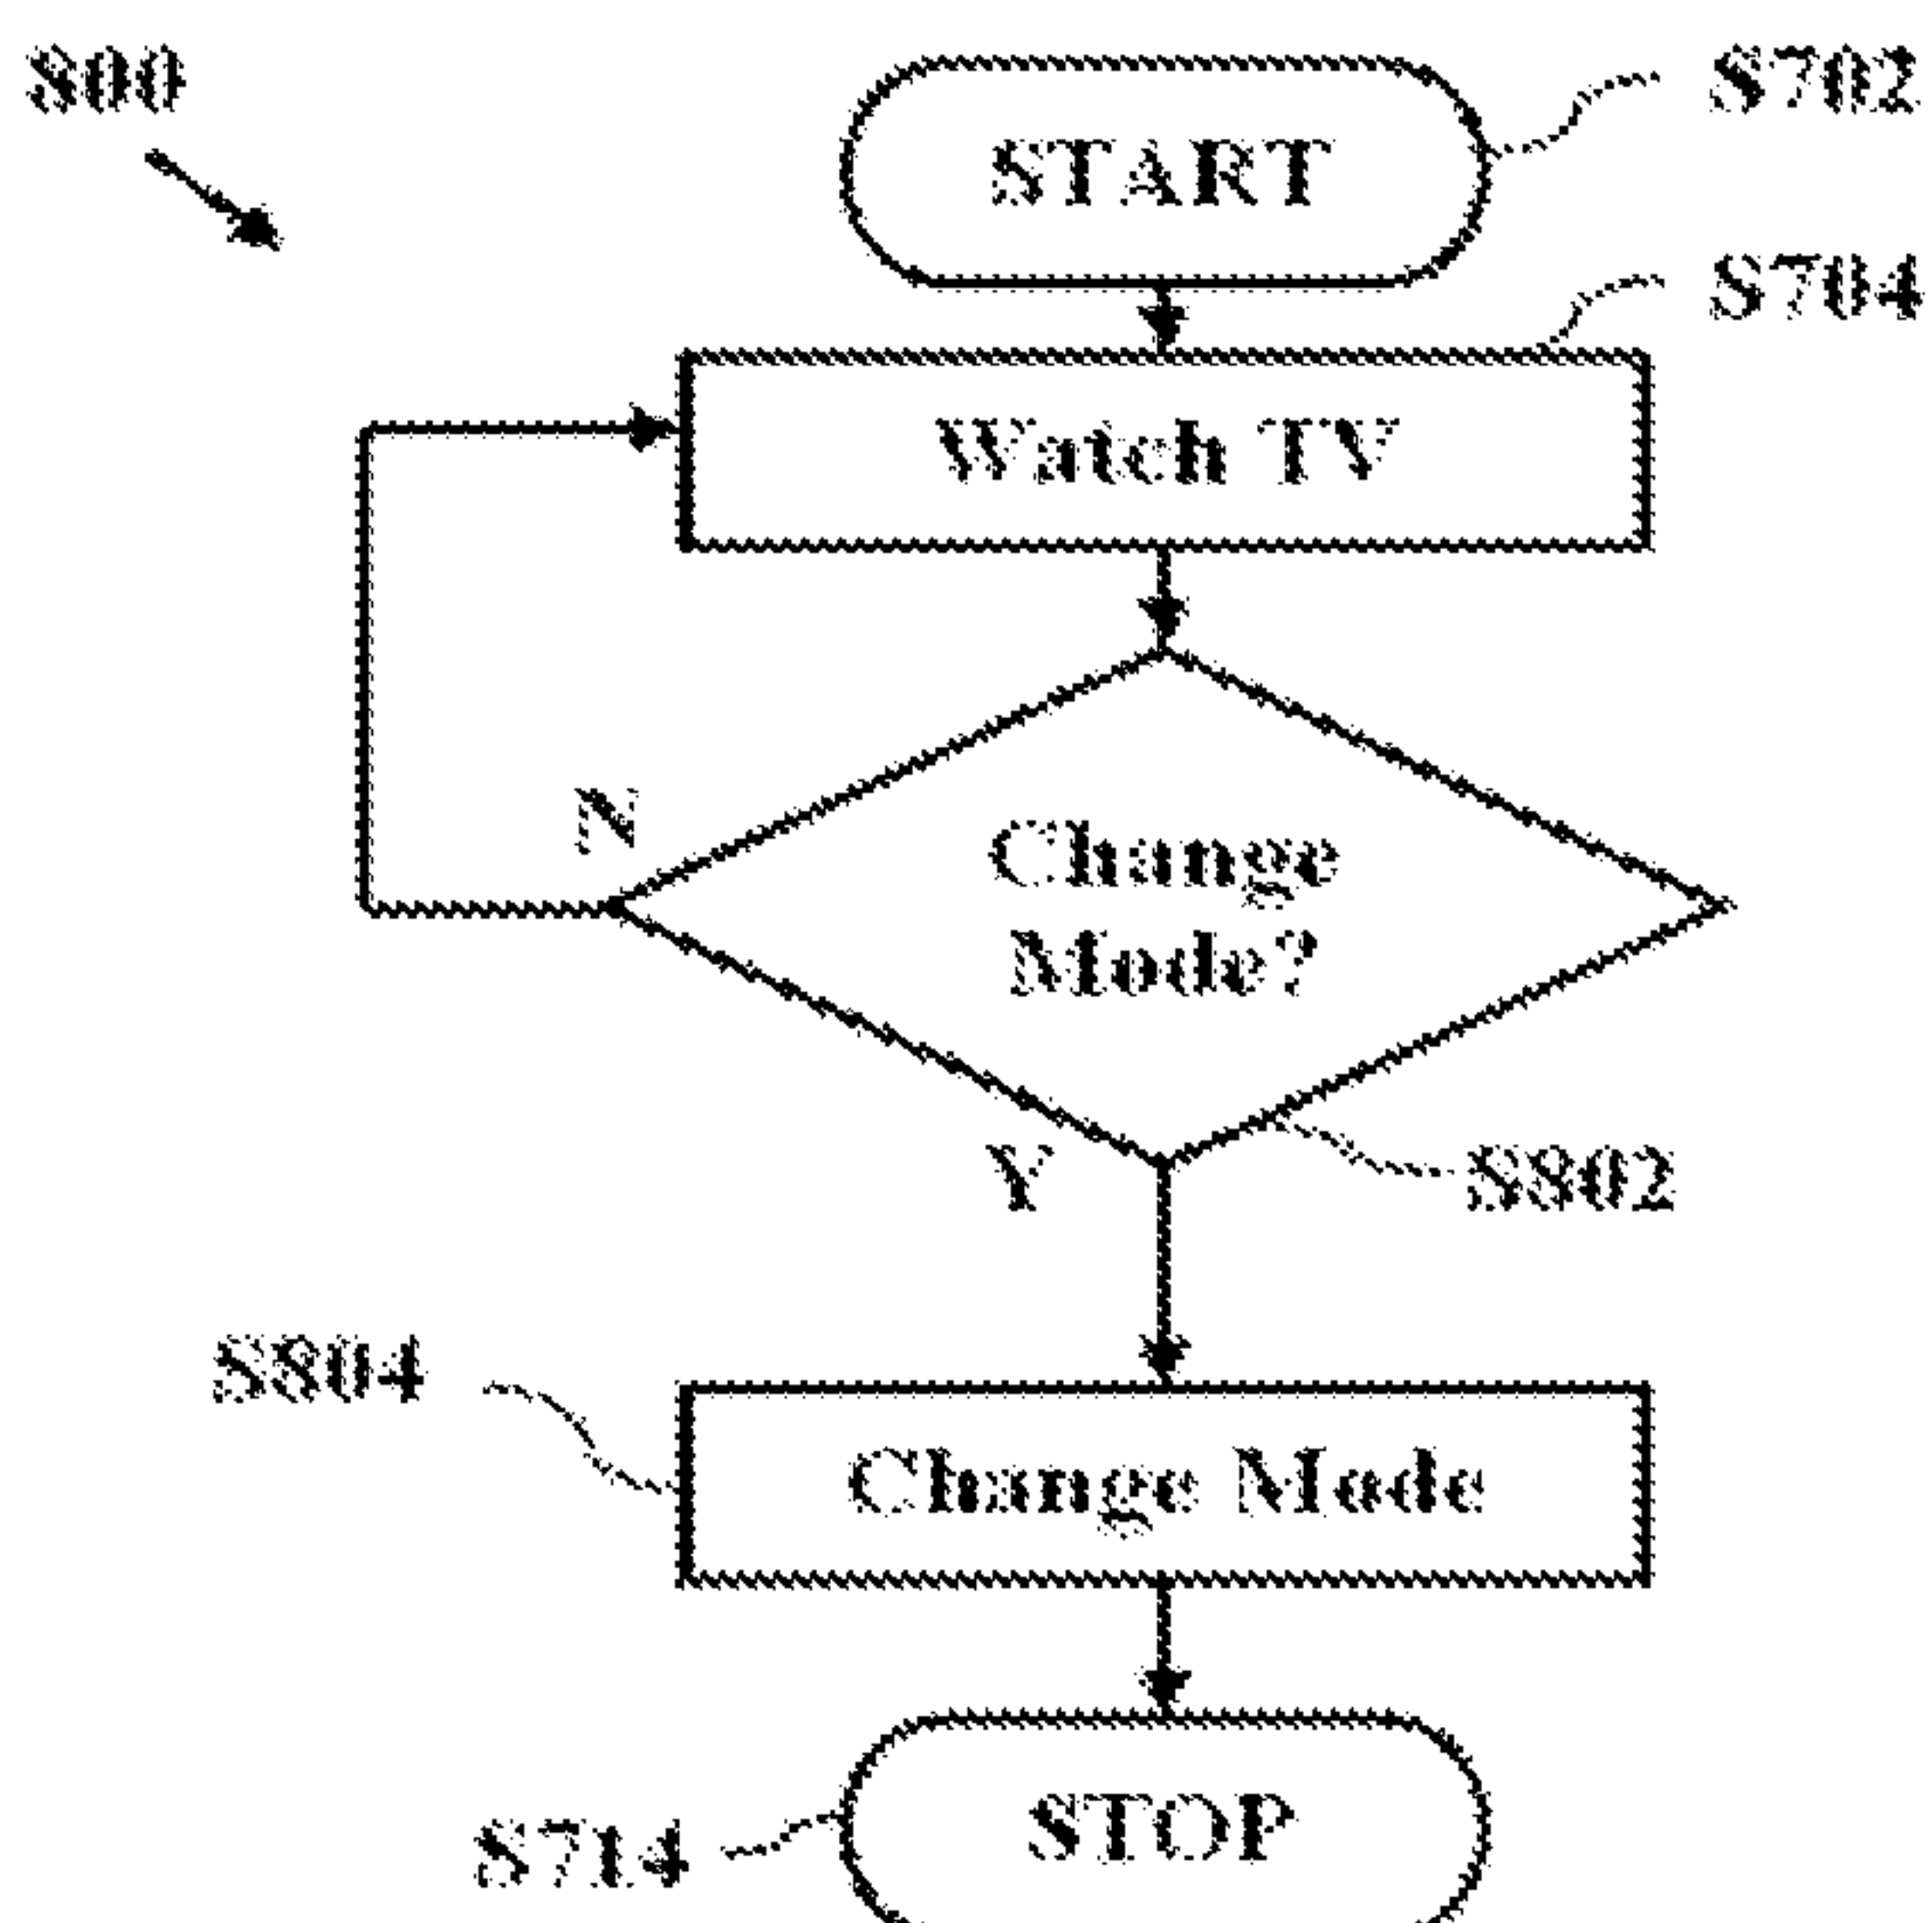 800
START
S702
S704
Watch TV
N
Change
Mode?
Y
S802
S804
Change Mode
STOP
S714